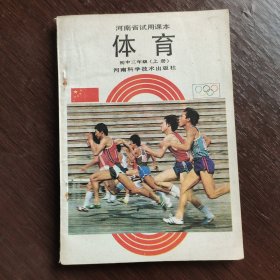 河南省试用课本
体育
初中三年级（上册）
河南科学技术出版社